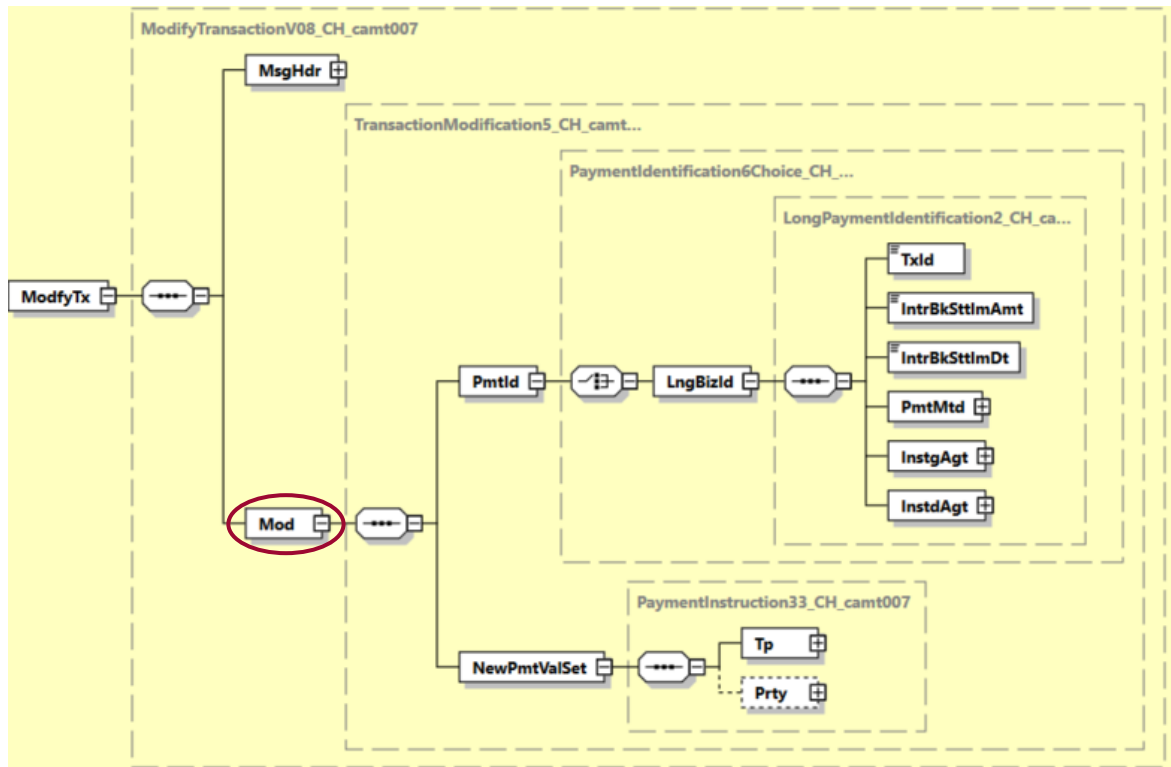 ModifyTransactionV08_CH_camt007
MsgHdr
TransactionModification5_CH_camt...
PaymentIdentification6Choice_CH_...
LongPaymentIdentification2_CH_ca...
TxId
ModfyTx
IntrBkSttlmAmt
IntrBkSttlmDt
PmtId
LngBizId
PmtMtd
InstgAgt
InstdAgt
Mod
PaymentInstruction33_CH_camt007
Tp
NewPmtValSet
Prty